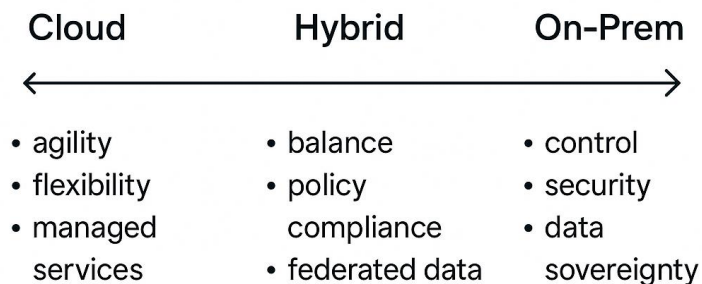 Cloud
Hybrid
On-Prem
• agility
• flexibility
• managed
services
• balance
• policy
compliance
• federated data
• control
• security
• data
sovereignty